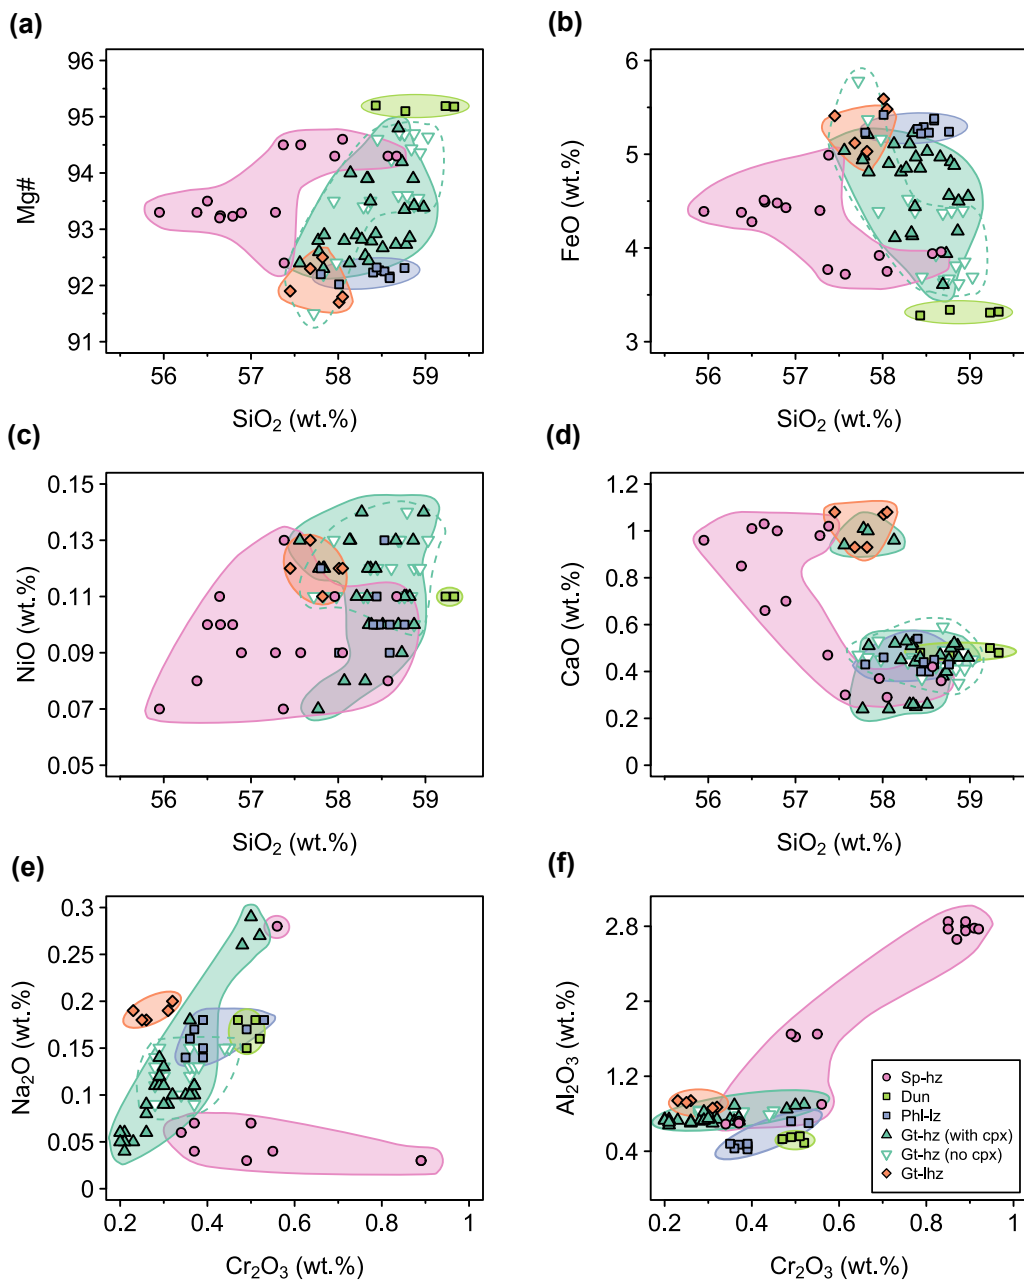 (a)
(b)
96
95
94
93
92
91
Mg#
56
57
58
59
SiO₂ (wt.%)
6
5
4
3
FeO (wt.%)
56
57
58
59
SiO₂ (wt.%)
(c)
(d)
0.15
0.13
0.11
0.09
0.07
0.05
NiO (wt.%)
56
57
58
59
SiO₂ (wt.%)
1.2
1
0.8
0.6
0.4
0.2
0
CaO (wt.%)
56
57
58
59
SiO₂ (wt.%)
(e)
(f)
0.3
0.25
0.2
0.15
0.1
0.05
0
Na₂O (wt.%)
0.2
0.4
0.6
0.8
1
Cr₂O₃ (wt.%)
2.8
2.2
1.6
1
0.4
Al₂O₃ (wt.%)
0.2
0.4
0.6
0.8
1
Cr₂O₃ (wt.%)
Sp-hz
Dun
Phl-lz
Gt-hz (with cpx)
Gt-hz (no cpx)
Gt-lhz